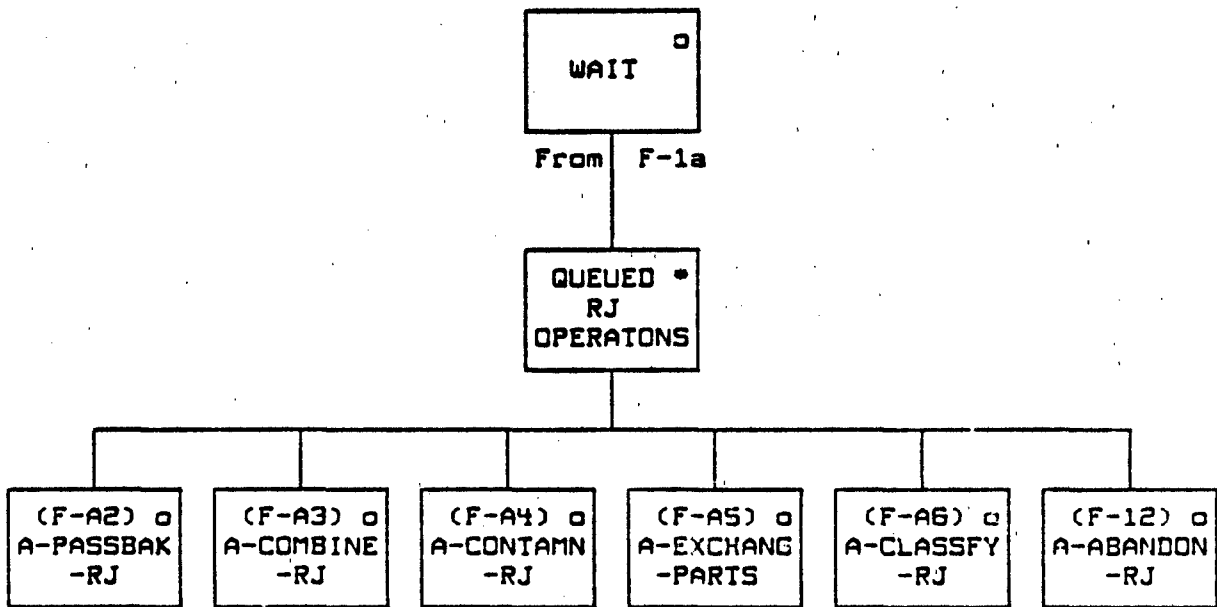 WAIT o
From F-1a
QUEUED *
RJ
OPERATONS
(F-A2) o
A-PASSBAK
-RJ
(F-A3) o
A-COMBINE
-RJ
(F-A4) o
A-CONTAMN
-RJ
(F-A5) o
A-EXCHANG
-PARTS
(F-A6) o
A-CLASSFY
-RJ
(F-12) o
A-ABANDON
-RJ